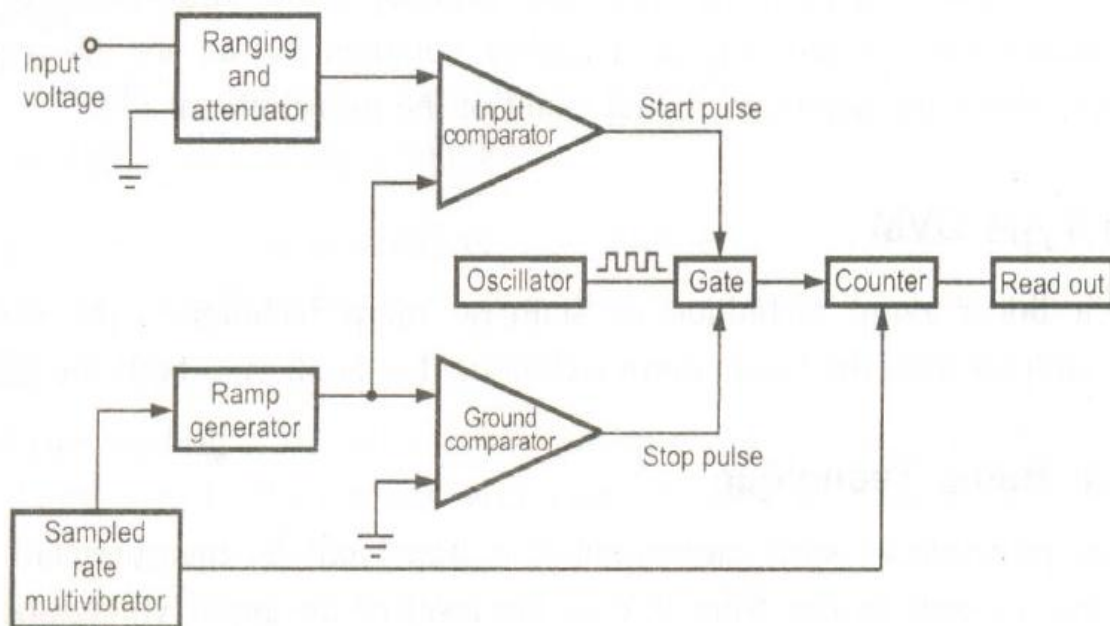 Input
voltage
Ranging
and
attenuator
Input
comparator
Start pulse
Oscillator
Gate
Counter
Read out
Ramp
generator
Ground
comparator
Stop pulse
Sampled
rate
multivibrator